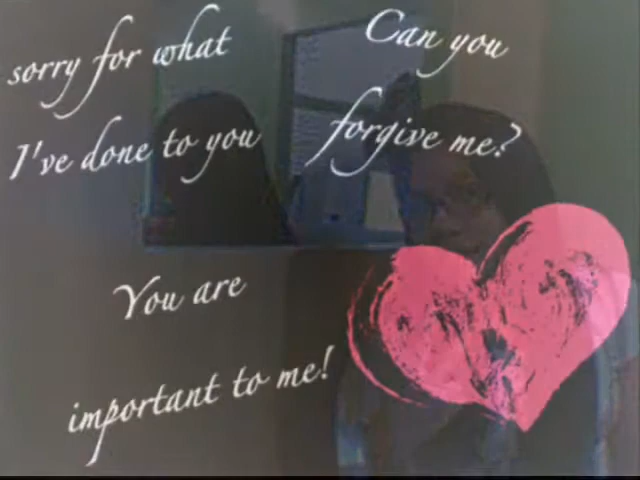 sorry for what
I've done to you
Can you
forgive me?
You are
important to me!